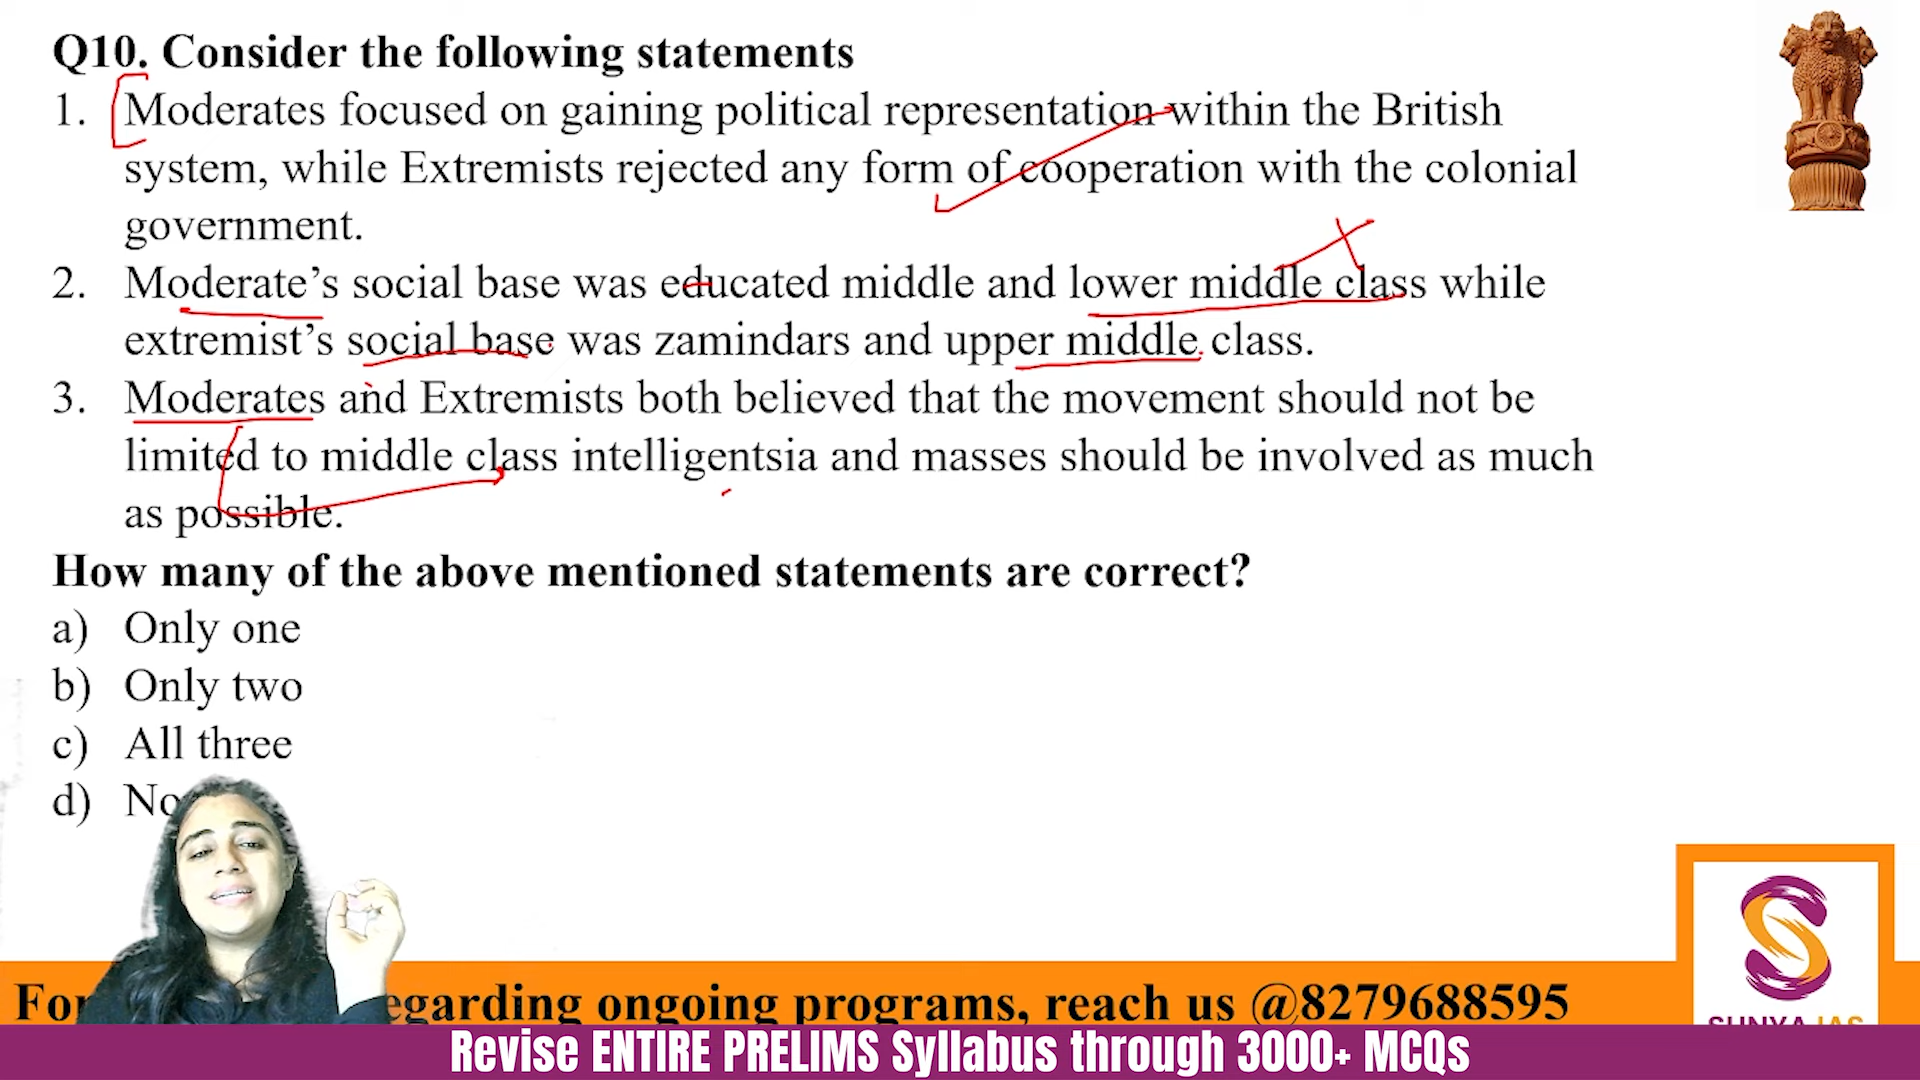 Q10. Consider the following statements
1. Moderates focused on gaining political representation within the British
system, while Extremists rejected any form of cooperation with the colonial
government.
2. Moderate’s social base was educated middle and lower middle class while
extremist’s social base was zamindars and upper middle class.
3. Moderates and Extremists both believed that the movement should not be
limited to middle class intelligentsia and masses should be involved as much
as possible.
How many of the above mentioned statements are correct?
a) Only one
b) Only two
c) All three
d)
reach us @8279688595
ongoing programs,
Revise ENTIRE PRELIMS Syllabus through 3000+ MCQs